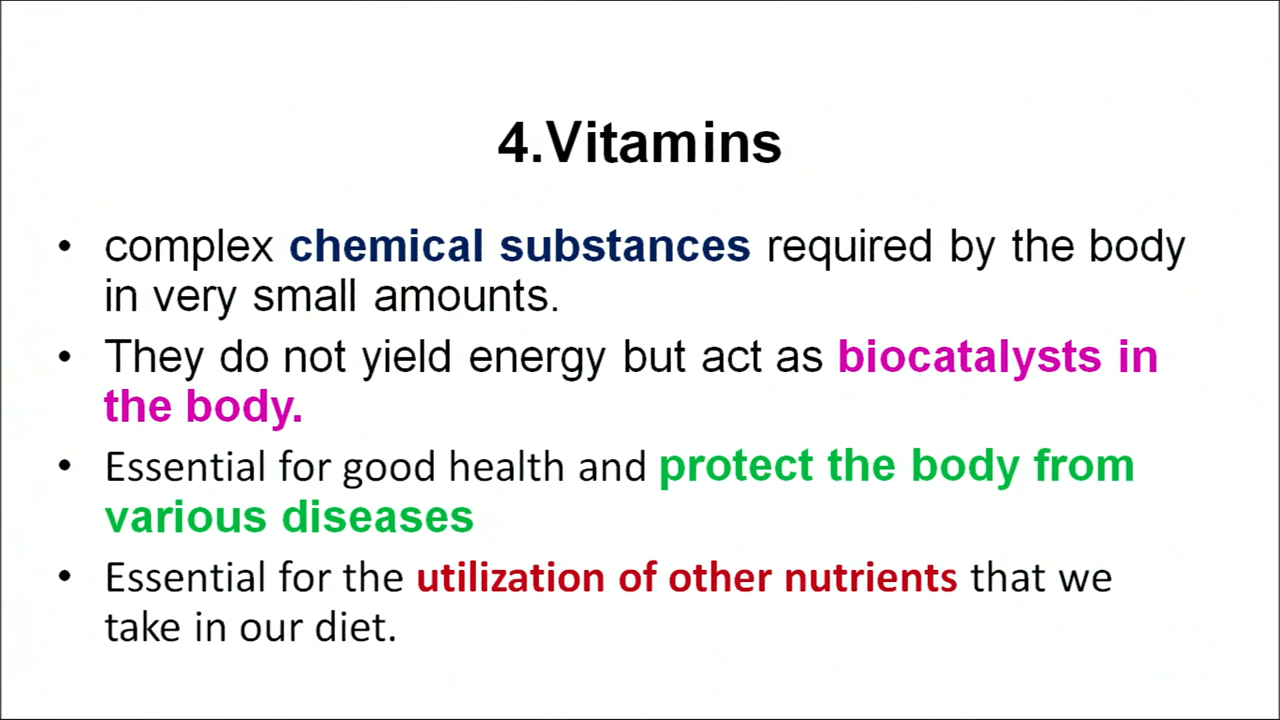 4.Vitamins
• complex chemical substances required by the body
in very small amounts.
• They do not yield energy but act as biocatalysts in
the body.
• Essential for good health and protect the body from
various diseases
• Essential for the utilization of other nutrients that we
take in our diet.